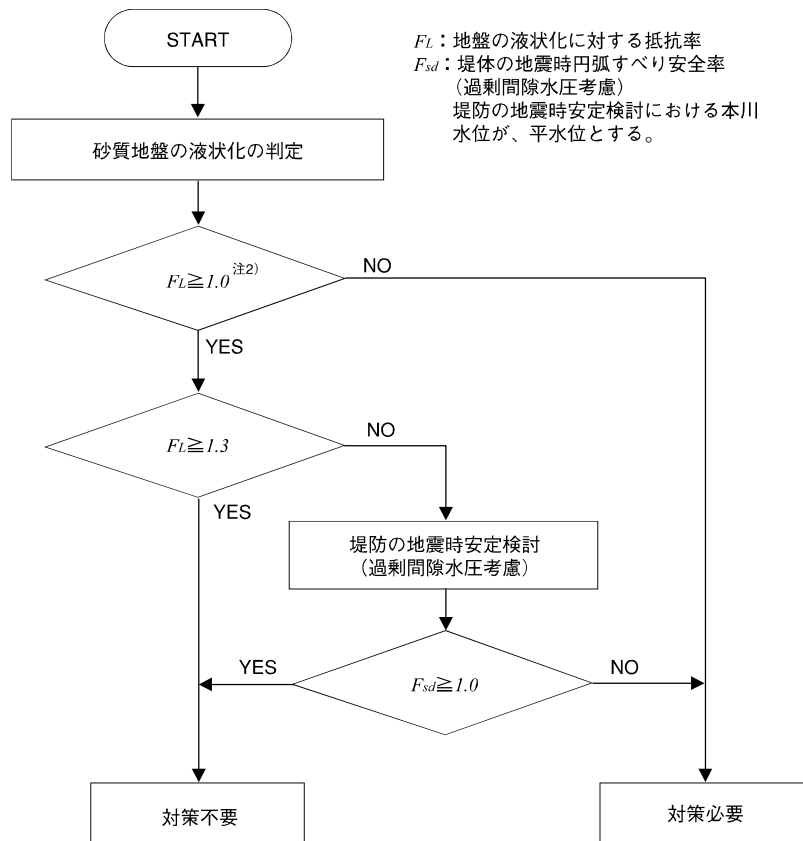 START
FL：地盤の液状化に対する抵抗率
Fsd：堤体の地震時円弧すべり安全率
（過剰間隙水圧考慮）
堤防の地震時安定検討における本川
水位が、平水位とする。
砂質地盤の液状化の判定
FL≧1.0注2)
NO
YES
FL≧1.3
NO
YES
堤防の地震時安定検討
（過剰間隙水圧考慮）
YES
Fsd≧1.0
NO
対策不要
対策必要